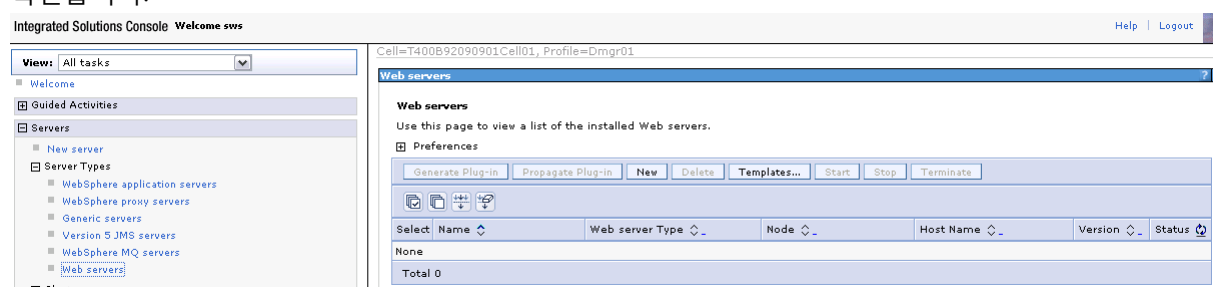 Integrated Solutions Console Welcome sws
Help | Logout
View: All tasks
Welcome
Guided Activities
Servers
New server
Server Types
WebSphere application servers
WebSphere proxy servers
Generic servers
Version 5 JMS servers
WebSphere MQ servers
Web servers
Cell=T400B92090901Cell01, Profile=Dmgr01
Web servers ?
Web servers
Use this page to view a list of the installed Web servers.
Preferences
Generate Plug-in Propagate Plug-in New Delete Templates... Start Stop Terminate
Select Name Web server Type Node Host Name Version Status
None
Total 0